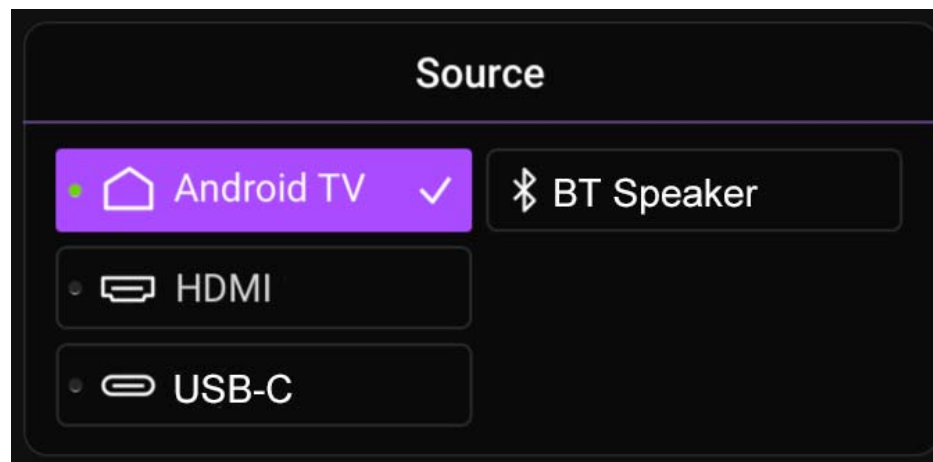 Source
Android TV
BT Speaker
HDMI
USB-C